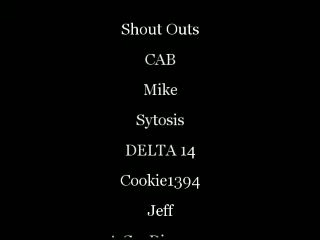 Shout Outs
CAB
Mike
Sytosis
DELTA 14
Cookie1394
Jeff